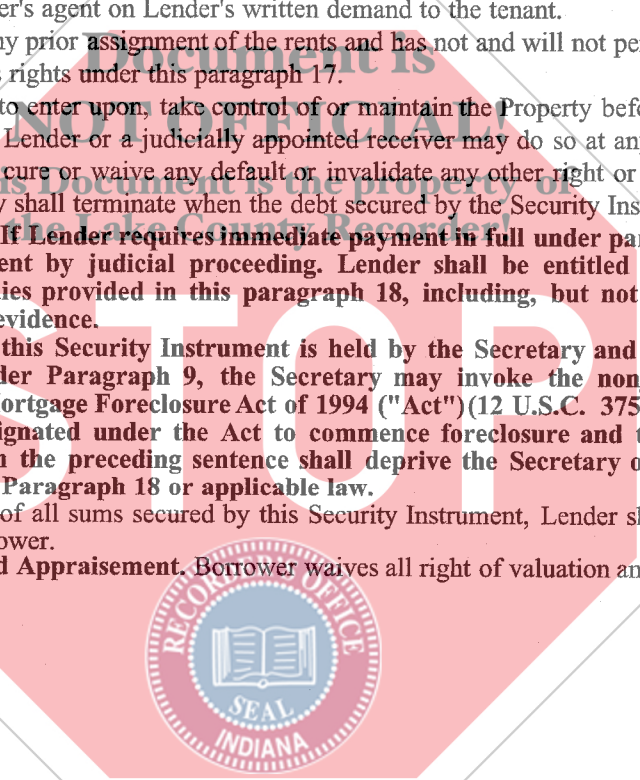 er's agent on Lender's written demand to the tenant.
ny prior assignment of the rents and has not and will not pe
s rights under this paragraph 17.
to enter upon, take control of or maintain the Property befo
Lender or a judicially appointed receiver may do so at any
cure or waive any default or invalidate any other right or
y shall terminate when the debt secured by the Security Ins
If Lender requires immediate payment in full under par
ent by judicial proceeding. Lender shall be entitled
ies provided in this paragraph 18, including, but not
evidence.
this Security Instrument is held by the Secretary and
der Paragraph 9, the Secretary may invoke the non
Mortgage Foreclosure Act of 1994 ("Act") (12 U.S.C. 375
ignated under the Act to commence foreclosure and t
n the preceding sentence shall deprive the Secretary o
Paragraph 18 or applicable law.
of all sums secured by this Security Instrument, Lender sh
ower.
d Appraisement. Borrower waives all right of valuation an
Document is
NOT OFFICIAL!
is Document is the property of
the Lake County Recorder!
STOP
RECORDER'S OFFICE
SEAL
INDIANA